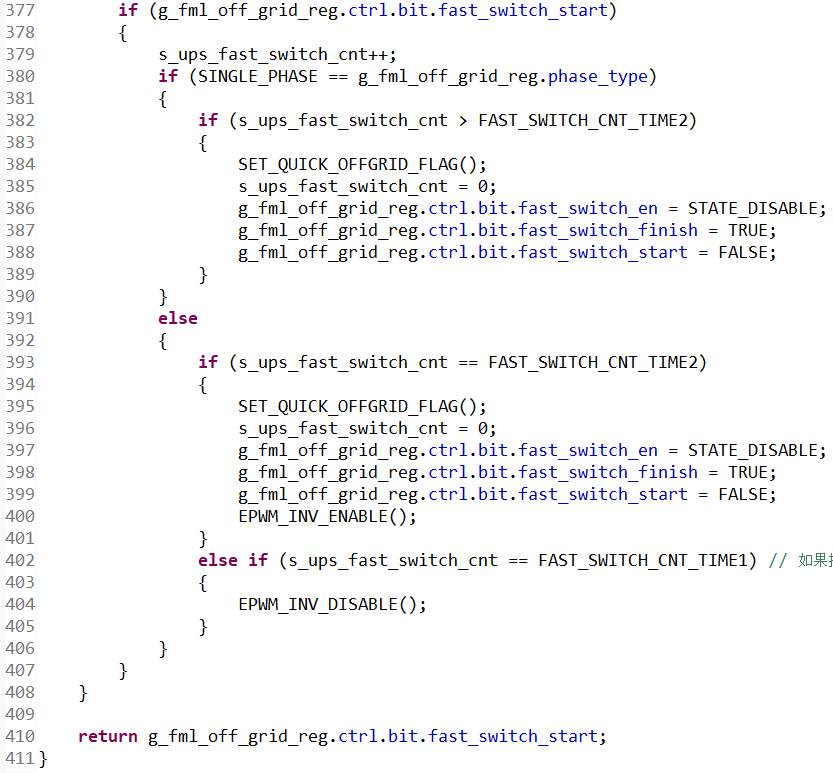 377         if (g_fml_off_grid_reg.ctrl.bit.fast_switch_start)
378         {
379             s_ups_fast_switch_cnt++;
380             if (SINGLE_PHASE == g_fml_off_grid_reg.phase_type)
381             {
382                 if (s_ups_fast_switch_cnt > FAST_SWITCH_CNT_TIME2)
383                 {
384                     SET_QUICK_OFFGRID_FLAG();
385                     s_ups_fast_switch_cnt = 0;
386                     g_fml_off_grid_reg.ctrl.bit.fast_switch_en = STATE_DISABLE;
387                     g_fml_off_grid_reg.ctrl.bit.fast_switch_finish = TRUE;
388                     g_fml_off_grid_reg.ctrl.bit.fast_switch_start = FALSE;
389                 }
390             }
391             else
392             {
393                 if (s_ups_fast_switch_cnt == FAST_SWITCH_CNT_TIME2)
394                 {
395                     SET_QUICK_OFFGRID_FLAG();
396                     s_ups_fast_switch_cnt = 0;
397                     g_fml_off_grid_reg.ctrl.bit.fast_switch_en = STATE_DISABLE;
398                     g_fml_off_grid_reg.ctrl.bit.fast_switch_finish = TRUE;
399                     g_fml_off_grid_reg.ctrl.bit.fast_switch_start = FALSE;
400                     EPWM_INV_ENABLE();
401                 }
402                 else if (s_ups_fast_switch_cnt == FAST_SWITCH_CNT_TIME1) // 如果
403                 {
404                     EPWM_INV_DISABLE();
405                 }
406             }
407         }
408     }
409
410     return g_fml_off_grid_reg.ctrl.bit.fast_switch_start;
411 }